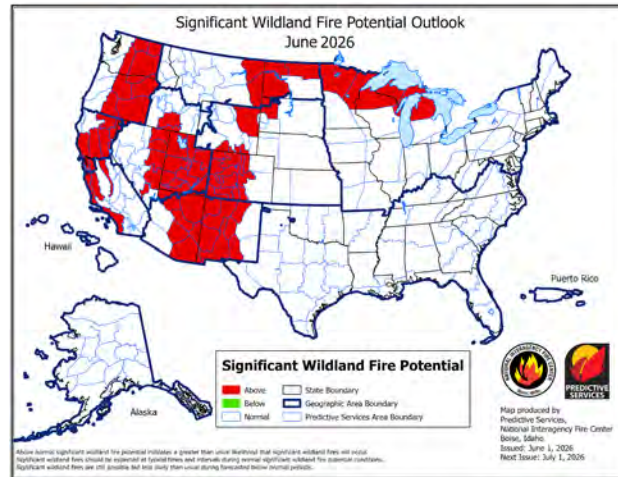 Significant Wildland Fire Potential Outlook
June 2026
Hawaii
Puerto Rico
Alaska
Significant Wildland Fire Potential
Above
Below
Normal
State Boundary
Geographic Area Boundary
Predictive Services Area Boundary
NATIONAL INTERAGENCY FIRE CENTER
PREDICTIVE
SERVICES
Map produced by
Predictive Services,
National Interagency Fire Center
Boise, Idaho
Issued: June 1, 2026
Next Issue: July 1, 2026
Above normal significant wildland fire potential indicates a greater than usual likelihood that significant wildland fires will occur.
Significant wildland fires should be expected at typical times and intervals during normal significant wildland fire potential conditions.
Significant wildland fires are still possible but less likely than usual during forecasted below normal periods.